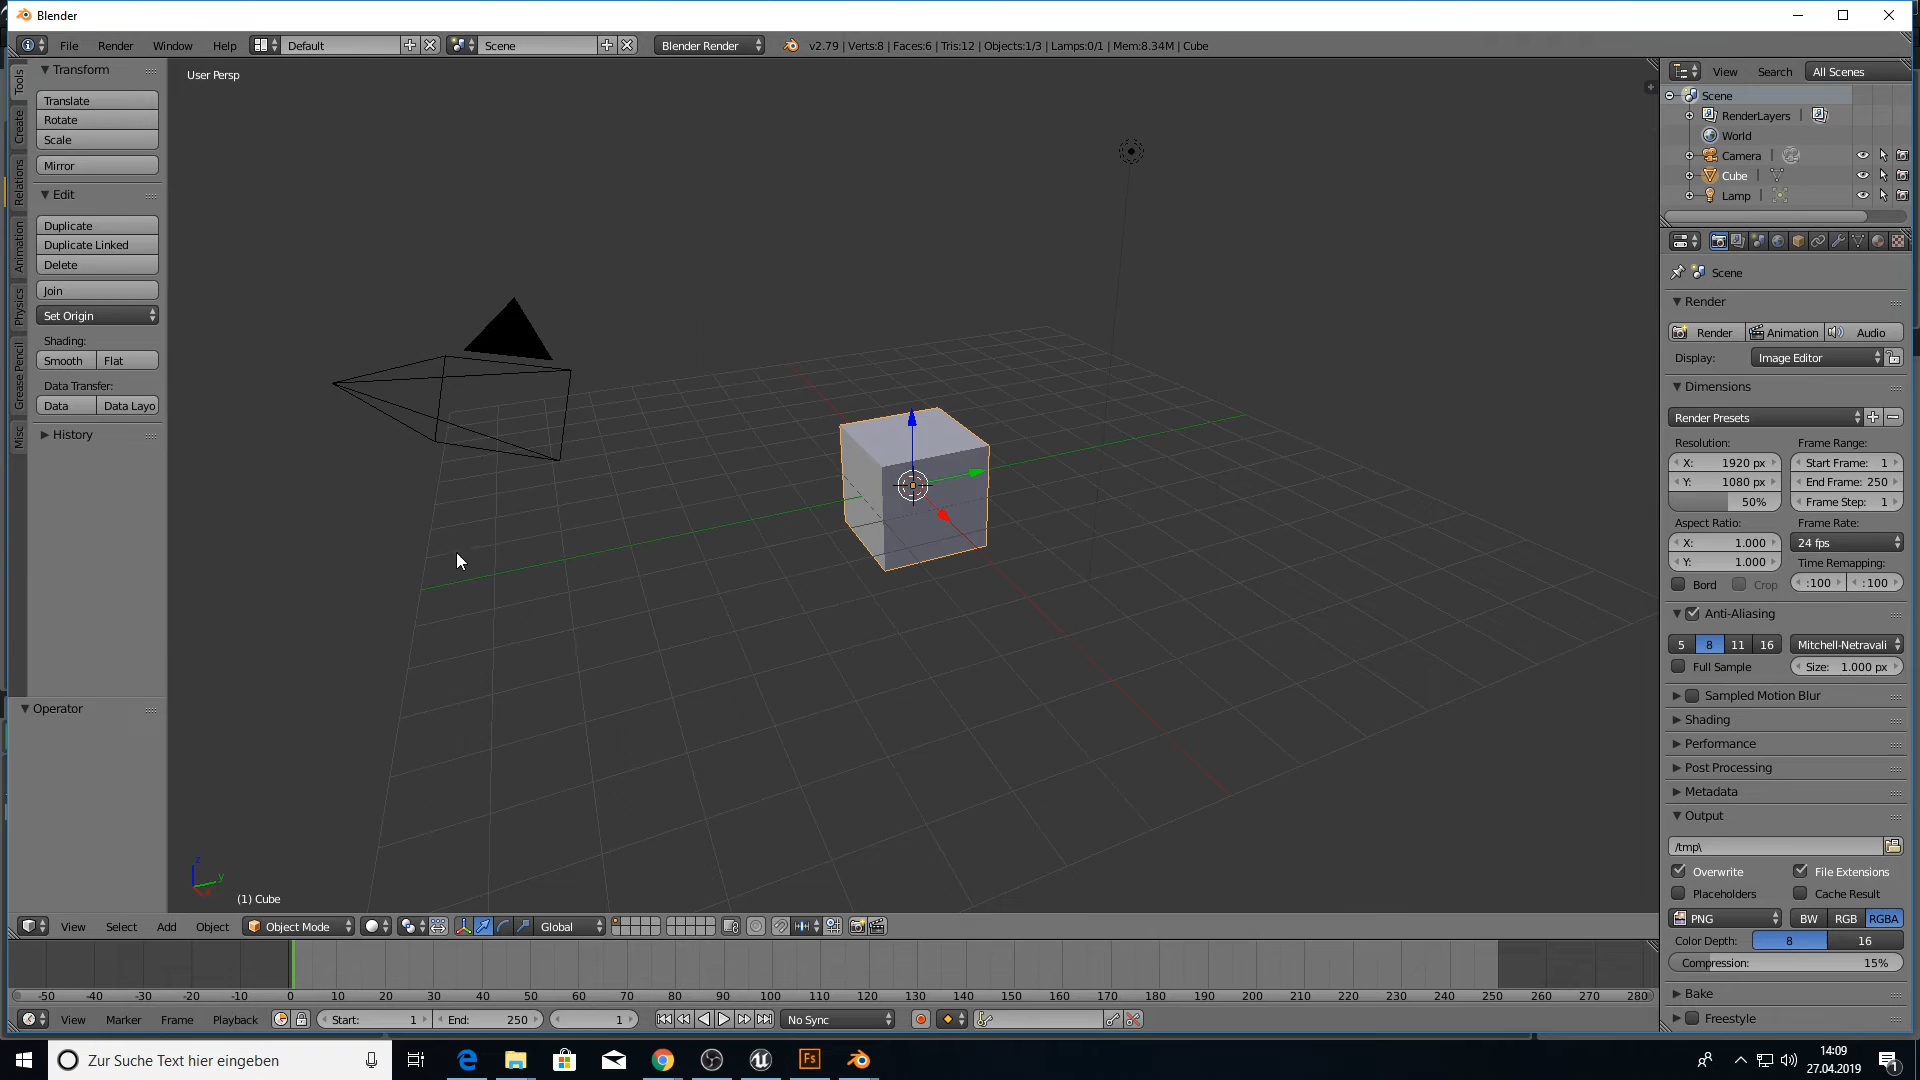 Blender
File Render Window Help Default Scene Blender Render v2.79 | Verts:8 | Faces:6 | Tris:12 | Objects:1/3 | Lamps:0/1 | Mem:8.34M | Cube
Tools
Create
Relations
Animation
Physics
Grease Pencil
Misc
Transform
Translate
Rotate
Scale
Mirror
Edit
Duplicate
Duplicate Linked
Delete
Join
Set Origin
Shading:
Smooth Flat
Data Transfer:
Data Data Layo
History
Operator
User Persp
z
y
(1) Cube
View Select Add Object Object Mode Global
-50 -40 -30 -20 -10 0 10 20 30 40 50 60 70 80 90 100 110 120 130 140 150 160 170 180 190 200 210 220 230 240 250 260 270 280
View Marker Frame Playback Start: 1 End: 250 1 No Sync
View Search All Scenes
Scene
RenderLayers
World
Camera
Cube
Lamp
Scene
Render
Render Animation Audio
Display: Image Editor
Dimensions
Render Presets
Resolution: Frame Range:
X: 1920 px Start Frame: 1
Y: 1080 px End Frame: 250
50% Frame Step: 1
Aspect Ratio: Frame Rate:
X: 1.000 24 fps
Y: 1.000 Time Remapping:
Bord Crop :100 :100
Anti-Aliasing
5 8 11 16 Mitchell-Netravali
Full Sample Size: 1.000 px
Sampled Motion Blur
Shading
Performance
Post Processing
Metadata
Output
/tmp\
Overwrite File Extensions
Placeholders Cache Result
PNG BW RGB RGBA
Color Depth: 8 16
Compression: 15%
Bake
Freestyle
Zur Suche Text hier eingeben Fs 14:09
27.04.2019 1